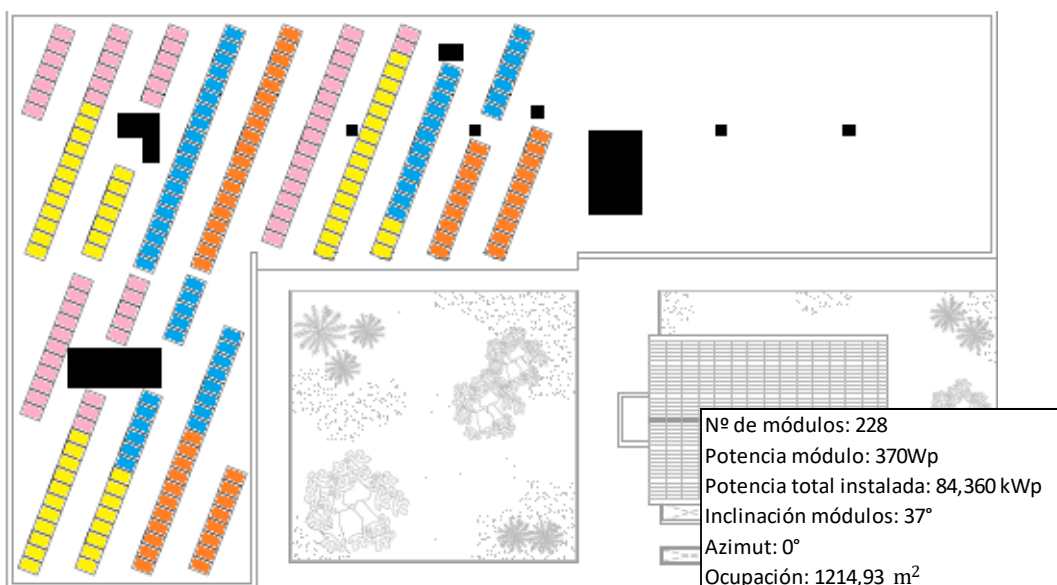 Nº de módulos: 228
Potencia módulo: 370Wp
Potencia total instalada: 84,360 kWp
Inclinación módulos: 37°
Azimut: 0°
Ocupación: 1214,93 m²